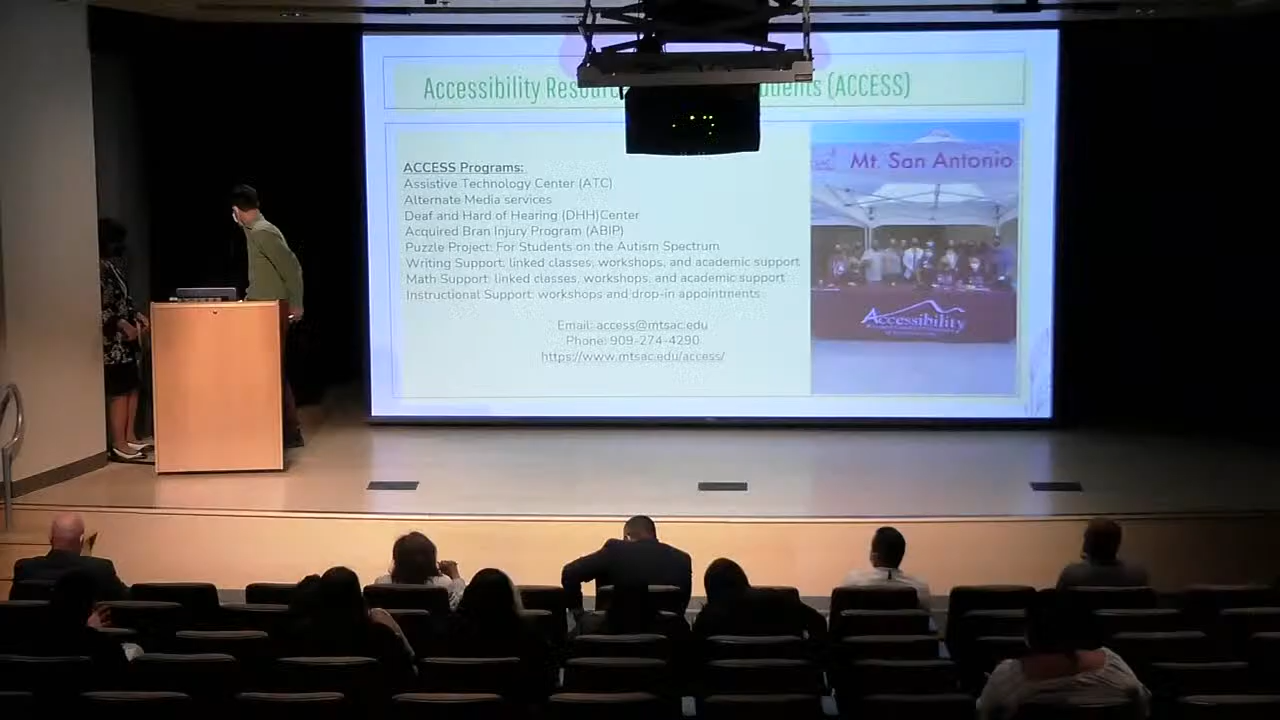 Accessibility Resou dents (ACCESS)
Mt. San Antonio
ACCESS Programs:
Assistive Technology Center (ATC)
Alternate Media services
Deaf and Hard of Hearing (DHH)Center
Acquired Bran Injury Program (ABIP)
Puzzle Project: For Students on the Autism Spectrum
Writing Support: linked classes, workshops, and academic support
Math Support: linked classes, workshops, and academic support
Instructional Support: workshops and drop-in appointments
Accessibility
Email: access@mtsac.edu
Phone: 909-274-4290
https://www.mtsac.edu/access/